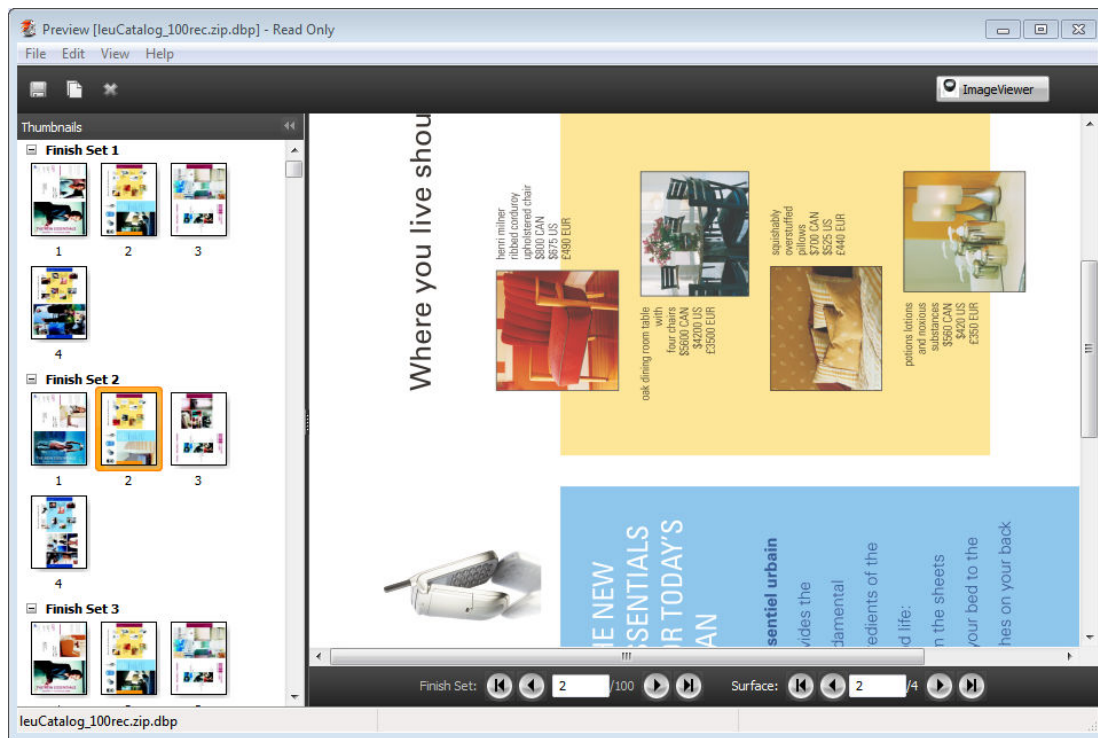 Preview [leuCatalog_100rec.zip.dbp] - Read Only
File Edit View Help
ImageViewer
Thumbnails
Finish Set 1
1 2 3
4
Finish Set 2
1 2 3
4
Finish Set 3
Where you live shou
henri milner
ribbed corduroy
upholstered chair
$800 CAN
$675 US
£490 EUR
oak dining room table
with
four chairs
$5600 CAN
$4200 US
£3500 EUR
squishably
overstuffed
pillows
$700 CAN
$525 US
£440 EUR
potions lotions
and noxious
substances
$560 CAN
$420 US
£350 EUR
HE NEW
SSENTIALS
R TODAY'S
AN
sentiel urbain
vides the
damental
edients of the
d life:
m the sheets
your bed to the
hes on your back
Finish Set: 2 /100 Surface: 2 /4
leuCatalog_100rec.zip.dbp